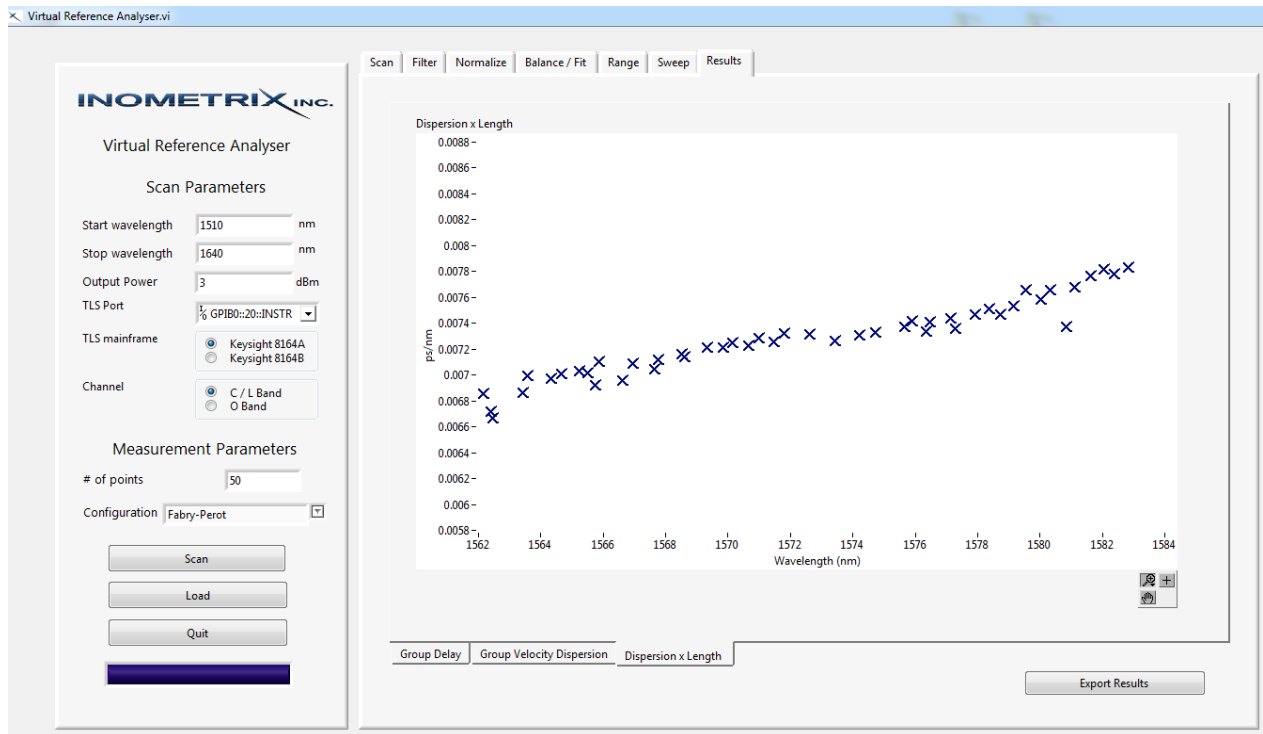 Virtual Reference Analyser.vi
INOMETRIX INC.
Virtual Reference Analyser
Scan Parameters
Start wavelength 1510 nm
Stop wavelength 1640 nm
Output Power 3 dBm
TLS Port GPIB0::20::INSTR
TLS mainframe Keysight 8164A
Keysight 8164B
Channel C / L Band
O Band
Measurement Parameters
# of points 50
Configuration Fabry-Perot
Scan
Load
Quit
Scan Filter Normalize Balance / Fit Range Sweep Results
Dispersion x Length
0.0088
0.0086
0.0084
0.0082
0.008
0.0078
0.0076
0.0074
0.0072
0.007
0.0068
0.0066
0.0064
0.0062
0.006
0.0058
ps/nm
1562 1564 1566 1568 1570 1572 1574 1576 1578 1580 1582 1584
Wavelength (nm)
Group Delay Group Velocity Dispersion Dispersion x Length
Export Results